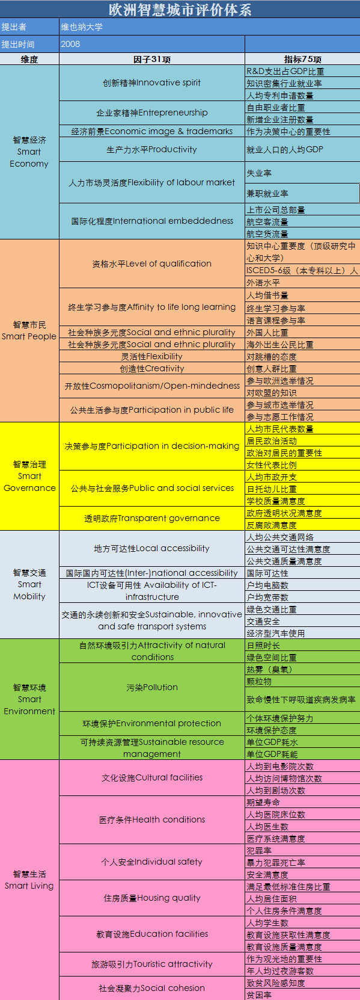 欧洲智慧城市评价体系
提出者 维也纳大学
提出时间 2008
维度 因子31项 指标75项
智慧经济
Smart
Economy
创新精神Innovative spirit
R&D支出占GDP比重
知识密集行业就业率
人均专利申请数量
企业家精神Entrepreneurship
自由职业者比重
新增企业注册数量
经济前景Economic image & trademarks
作为决策中心的重要性
生产力水平Productivity
就业人口的人均GDP
人力市场灵活度Flexibility of labour market
失业率
兼职就业率
国际化程度International embeddedness
上市公司总部量
航空客流量
航空货流量
智慧市民
Smart People
资格水平Level of qualification
知识中心重要度（顶级研究中
心和大学）
ISCED5-6级（本专科以上）人
外语水平
终生学习参与度Affinity to life long learning
人均借书量
终生学习参与率
语言课程参与率
社会种族多元度Social and ethnic plurality
外国人比重
社会种族多元度Social and ethnic plurality
海外出生公民比重
灵活性Flexibility
对跳槽的态度
创造性Creativity
创意人群比重
开放性Cosmopolitanism/Open-mindedness
参与欧洲选举情况
对欧盟的知识
公共生活参与度Participation in public life
参与城市选举情况
参与志愿工作情况
智慧治理
Smart
Governance
决策参与度Participation in decision-making
人均市民代表数量
居民政治活动
政治对居民的重要性
女性代表比例
公共与社会服务Public and social services
人均市政开支
日托幼儿比重
学校质量满意度
透明政府Transparent governance
政府透明状况满意度
反腐败满意度
智慧交通
Smart
Mobility
地方可达性Local accessibility
人均公共交通网络
公共交通可达性满意度
公共交通质量满意度
国际国内可达性(Inter-)national accessibility
国际可达性
ICT设备可用性 Availability of ICT-
infrastructure
户均电脑数
户均宽带数
交通的永续创新和安全Sustainable, innovative
and safe transport systems
绿色交通比重
交通安全
经济型汽车使用
智慧环境
Smart
Environment
自然环境吸引力Attractivity of natural
conditions
日照时长
绿色空间比重
污染Pollution
热雾（臭氧）
颗粒物
致命慢性下呼吸道疾病发病率
环境保护Environmental protection
个体环境保护努力
环境保护态度
可持续资源管理Sustainable resource
management
单位GDP耗水
单位GDP耗能
智慧生活
Smart Living
文化设施Cultural facilities
人均到电影院次数
人均访问博物馆次数
人均到剧场次数
医疗条件Health conditions
期望寿命
人均医院床位数
人均医生数
医疗系统满意度
个人安全Individual safety
犯罪率
暴力犯罪死亡率
安全满意度
住房质量Housing quality
满足最低标准住房比重
人均居住面积
个人住房条件满意度
教育设施Education facilities
人均学生数
教育设施获取性满意度
教育设施质量满意度
旅游吸引力Touristic attractivity
作为观光地的重要性
年人均过夜游客数
社会凝聚力Social cohesion
致贫风险感知度
贫困率